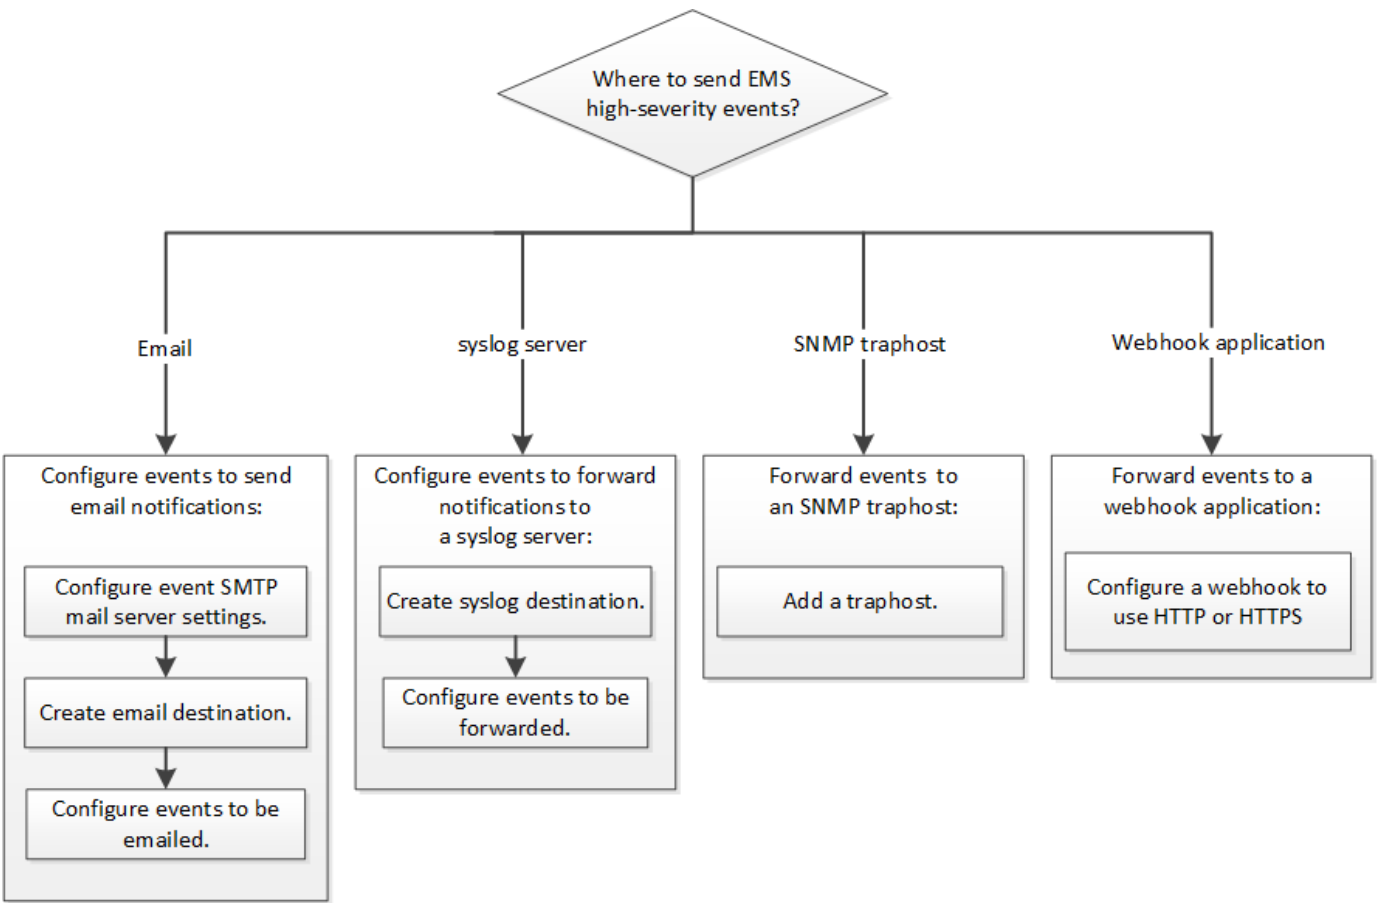 Where to send EMS
high-severity events?
Email
syslog server
SNMP traphost
Webhook application
Configure events to send
email notifications:
Configure event SMTP
mail server settings.
Create email destination.
Configure events to be
emailed.
Configure events to forward
notifications to
a syslog server:
Create syslog destination.
Configure events to be
forwarded.
Forward events to
an SNMP traphost:
Add a traphost.
Forward events to a
webhook application:
Configure a webhook to
use HTTP or HTTPS